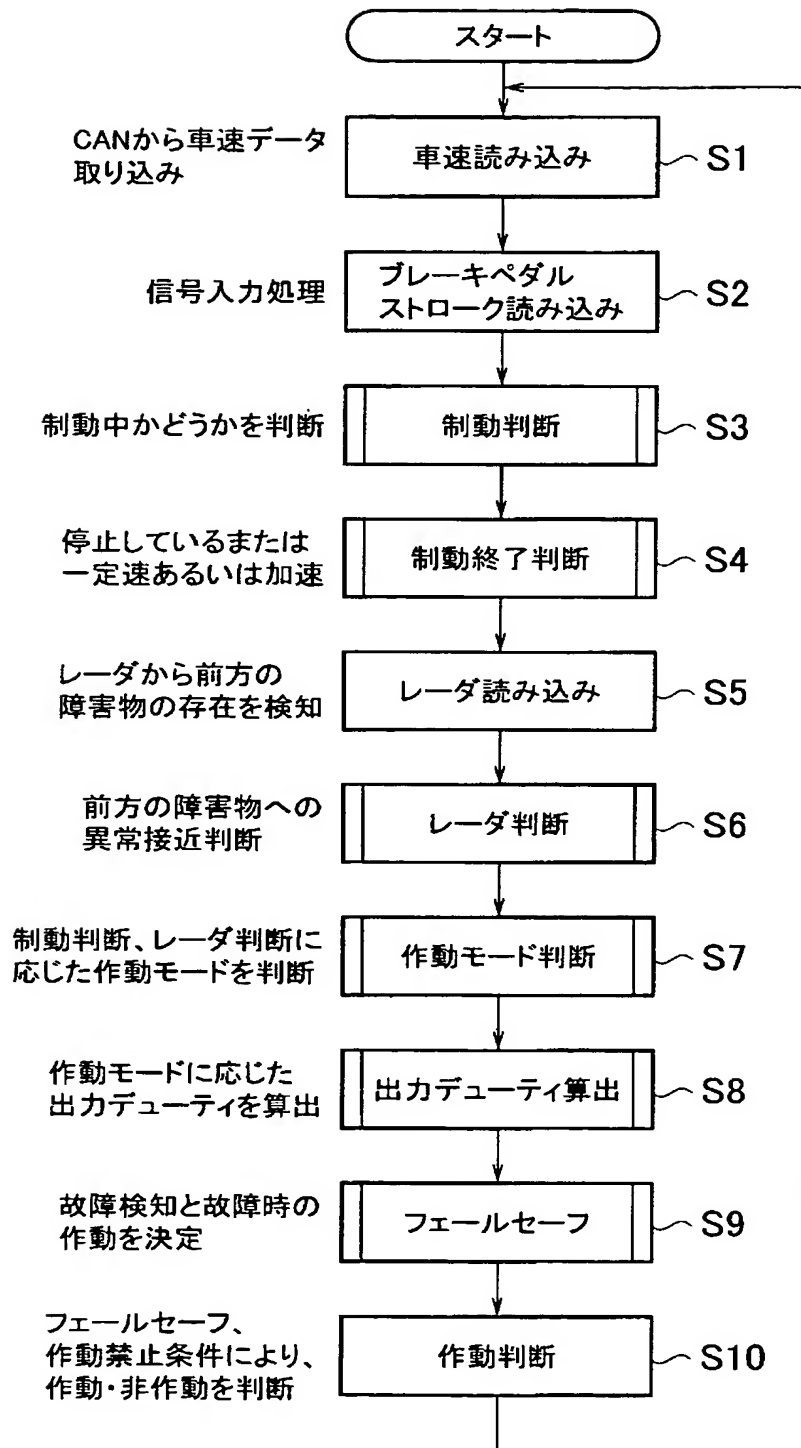 スタート
CANから車速データ
取り込み
車速読み込み
S1
信号入力処理
ブレーキペダル
ストローク読み込み
S2
制動中かどうかを判断
制動判断
S3
停止しているまたは
一定速あるいは加速
制動終了判断
S4
レーダから前方の
障害物の存在を検知
レーダ読み込み
S5
前方の障害物への
異常接近判断
レーダ判断
S6
制動判断、レーダ判断に
応じた作動モードを判断
作動モード判断
S7
作動モードに応じた
出力デューティを算出
出力デューティ算出
S8
故障検知と故障時の
作動を決定
フェールセーフ
S9
フェールセーフ、
作動禁止条件により、
作動・非作動を判断
作動判断
S10